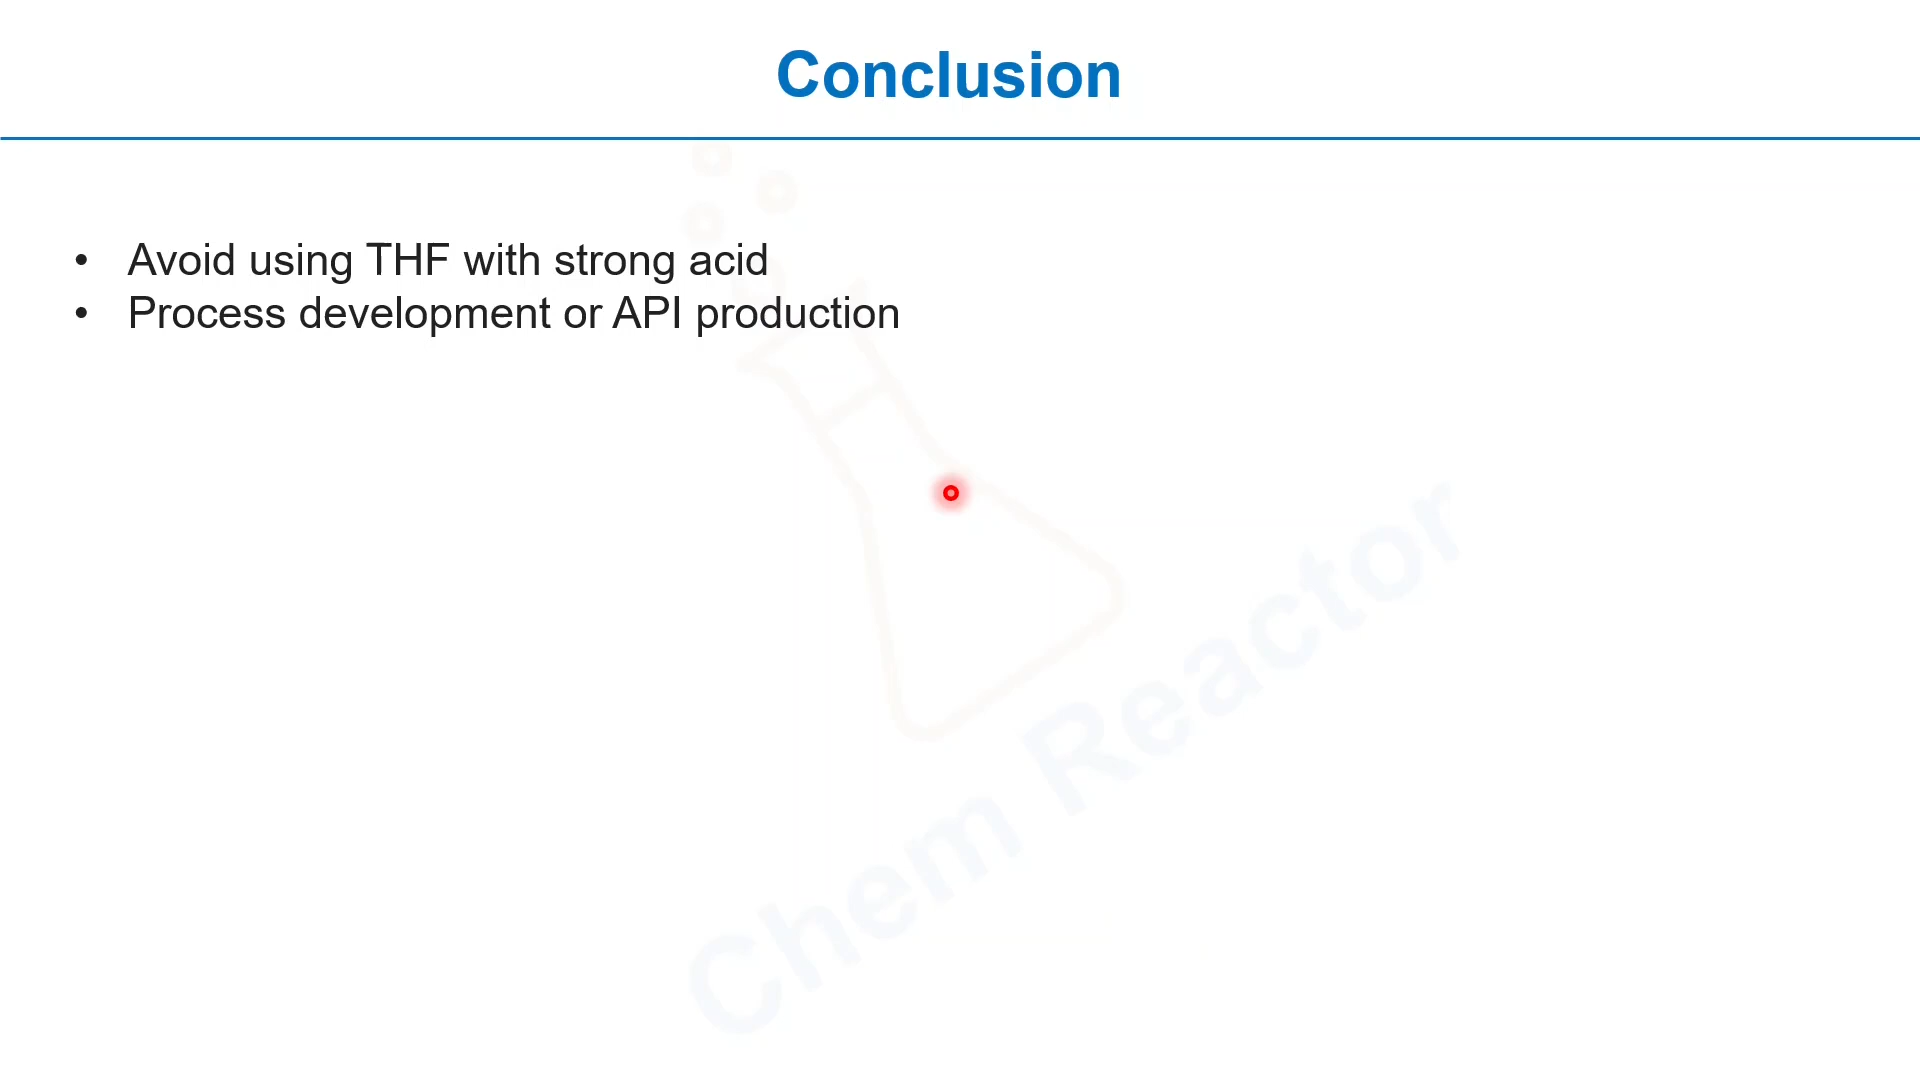 Conclusion
• Avoid using THF with strong acid
• Process development or API production
Chem Reactor